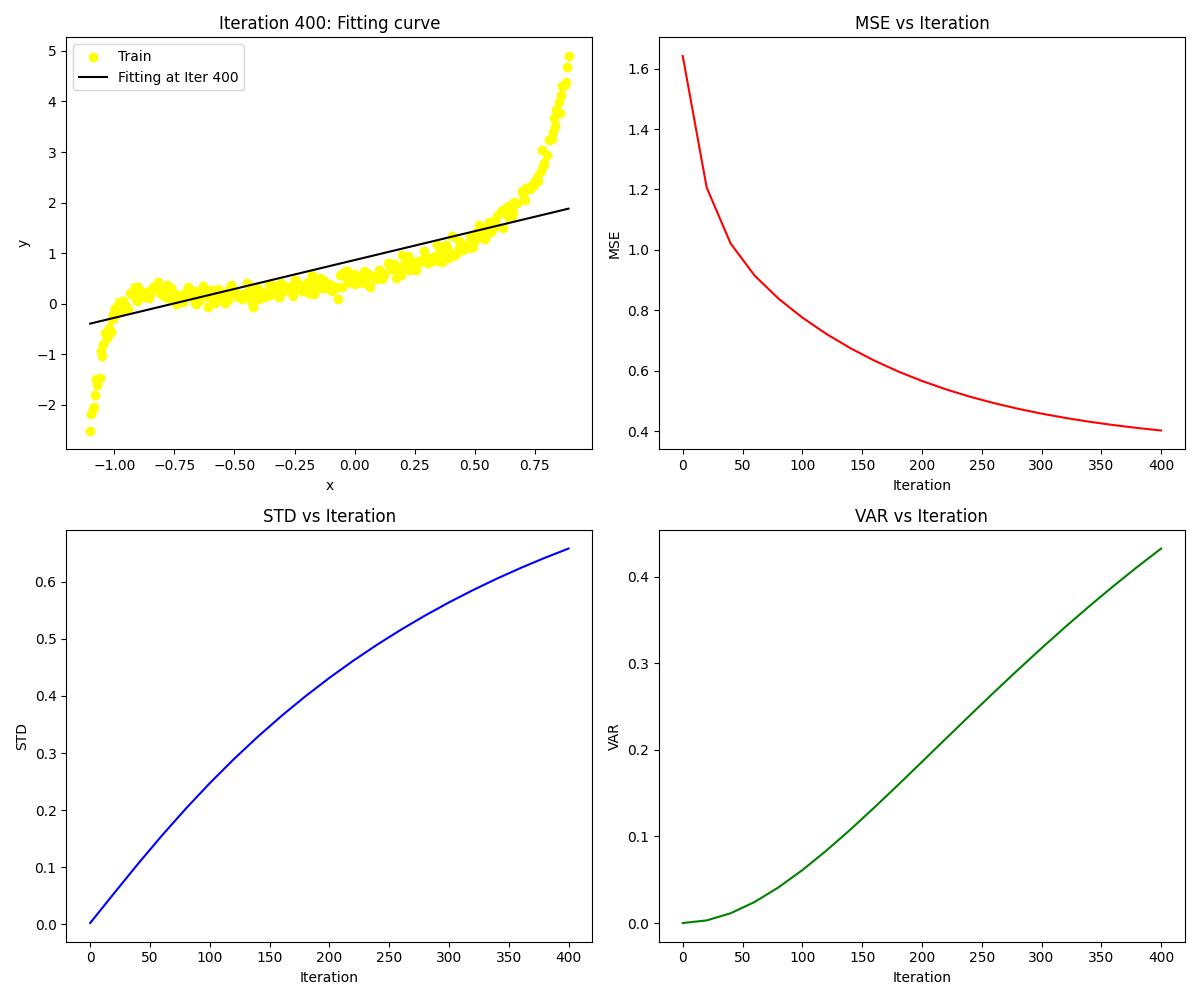 Iteration 400: Fitting curve
Train
Fitting at Iter 400
5
4
3
2
1
0
−1
−2
y
−1.00 −0.75 −0.50 −0.25 0.00 0.25 0.50 0.75
x
MSE vs Iteration
1.6
1.4
1.2
1.0
0.8
0.6
0.4
MSE
0 50 100 150 200 250 300 350 400
Iteration
STD vs Iteration
0.6
0.5
0.4
0.3
0.2
0.1
0.0
STD
0 50 100 150 200 250 300 350 400
Iteration
VAR vs Iteration
0.4
0.3
0.2
0.1
0.0
VAR
0 50 100 150 200 250 300 350 400
Iteration